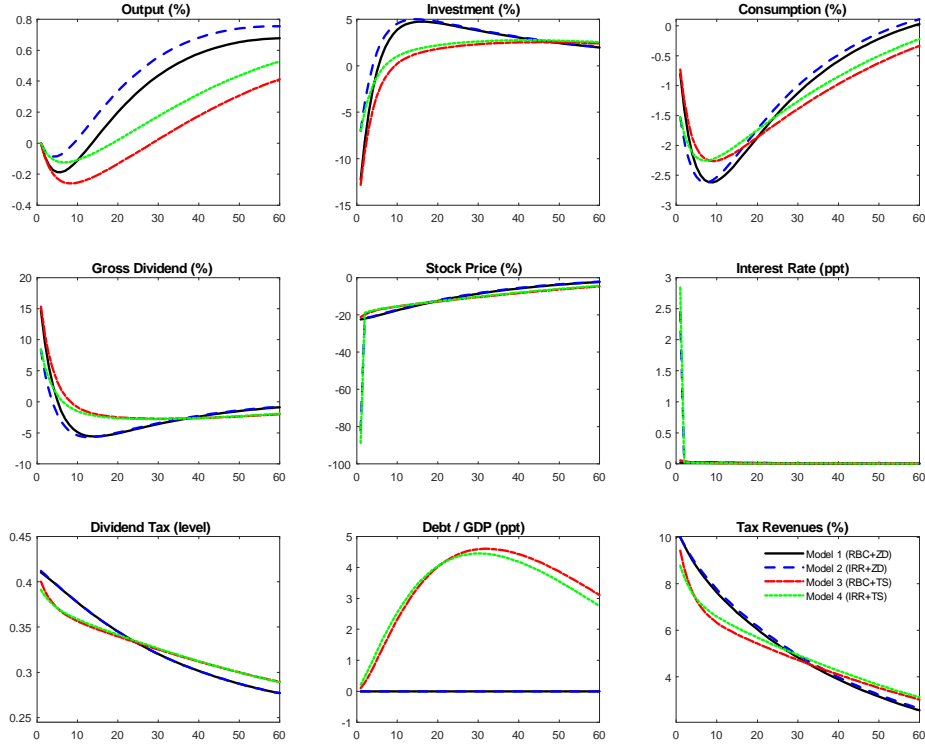 Output (%)
0.8
0.6
0.4
0.2
0
-0.2
-0.4
0 10 20 30 40 50 60
Investment (%)
5
0
-5
-10
-15
0 10 20 30 40 50 60
Consumption (%)
0
-0.5
-1.0
-1.5
-2.0
-2.5
-3
0 10 20 30 40 50 60
Gross Dividend (%)
20
15
10
5
0
-5
-10
0 10 20 30 40 50 60
Stock Price (%)
0
-20
-40
-60
-80
-100
0 10 20 30 40 50 60
Interest Rate (ppt)
3
2.5
2
1.5
1
0.5
0
0 10 20 30 40 50 60
Dividend Tax (level)
0.45
0.4
0.35
0.3
0.25
0 10 20 30 40 50 60
Debt / GDP (ppt)
5
4
3
2
1
0
-1
0 10 20 30 40 50 60
Tax Revenues (%)
10
8
6
4
0 10 20 30 40 50 60
Model 1 (RBC+ZD)
Model 2 (IRR+ZD)
Model 3 (RBC+TS)
Model 4 (IRR+TS)